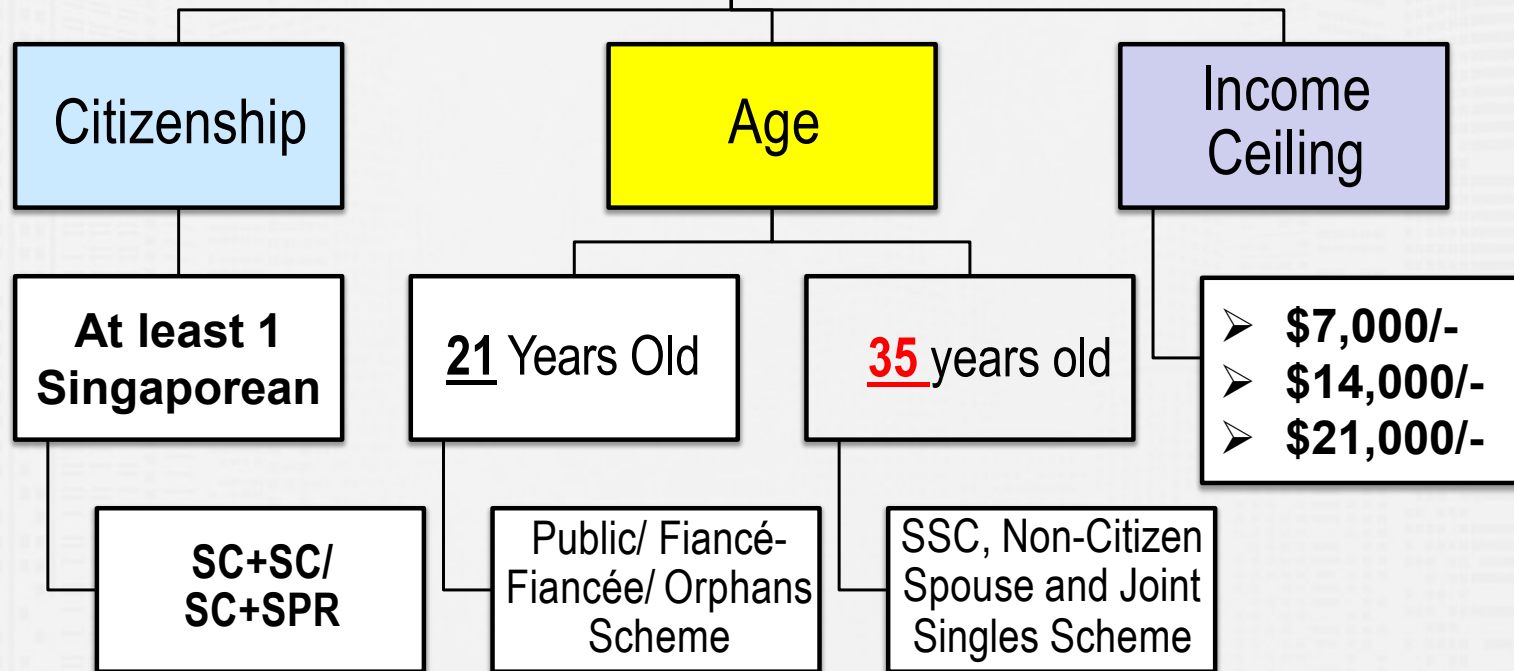 Citizenship
Age
Income
Ceiling
At least 1
Singaporean
21 Years Old
35 years old
➢ $7,000/-
➢ $14,000/-
➢ $21,000/-
SC+SC/
SC+SPR
Public/ Fiancé-
Fiancée/ Orphans
Scheme
SSC, Non-Citizen
Spouse and Joint
Singles Scheme